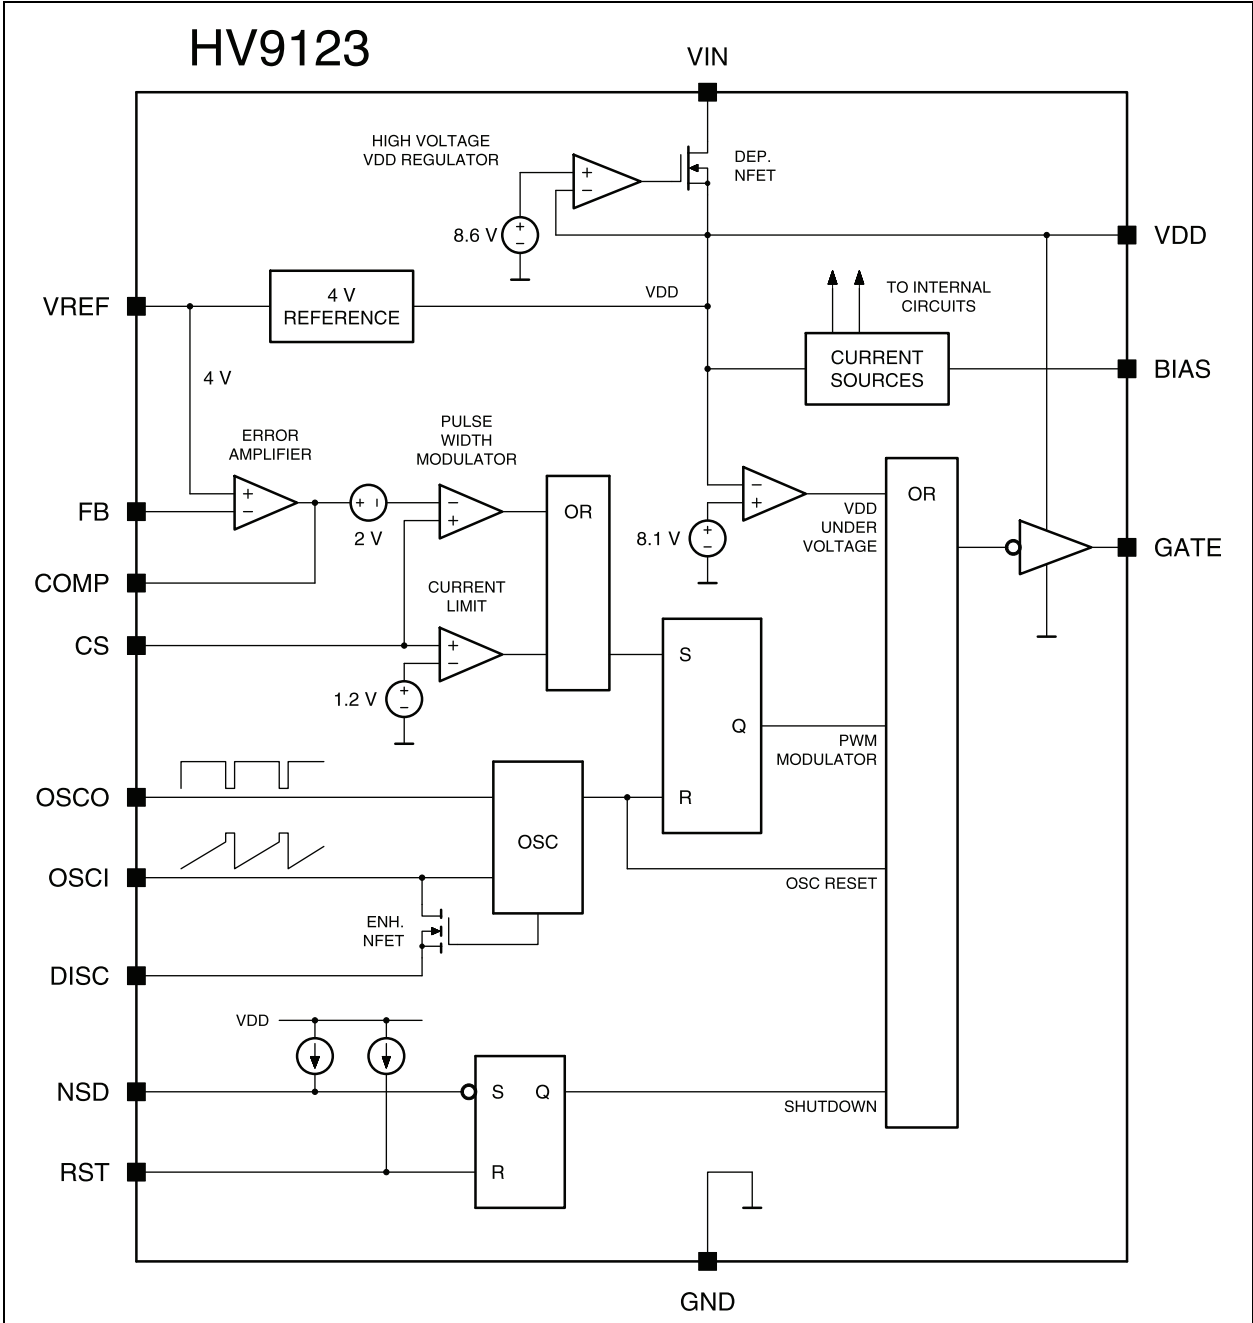 HV9123
VIN
HIGH VOLTAGE
VDD REGULATOR
DEP.
NFET
+
−
8.6 V
+
−
VDD
VREF
4 V
REFERENCE
VDD
TO INTERNAL
CIRCUITS
CURRENT
SOURCES
BIAS
4 V
ERROR
AMPLIFIER
PULSE
WIDTH
MODULATOR
FB
+
−
+ −
2 V
−
+
OR
−
+
VDD
UNDER
VOLTAGE
8.1 V
+
−
OR
GATE
COMP
CURRENT
LIMIT
CS
+
−
1.2 V
+
−
S
Q
R
PWM
MODULATOR
OSCO
OSC
OSCI
OSC RESET
ENH.
NFET
DISC
VDD
NSD
S Q
SHUTDOWN
RST
R
GND